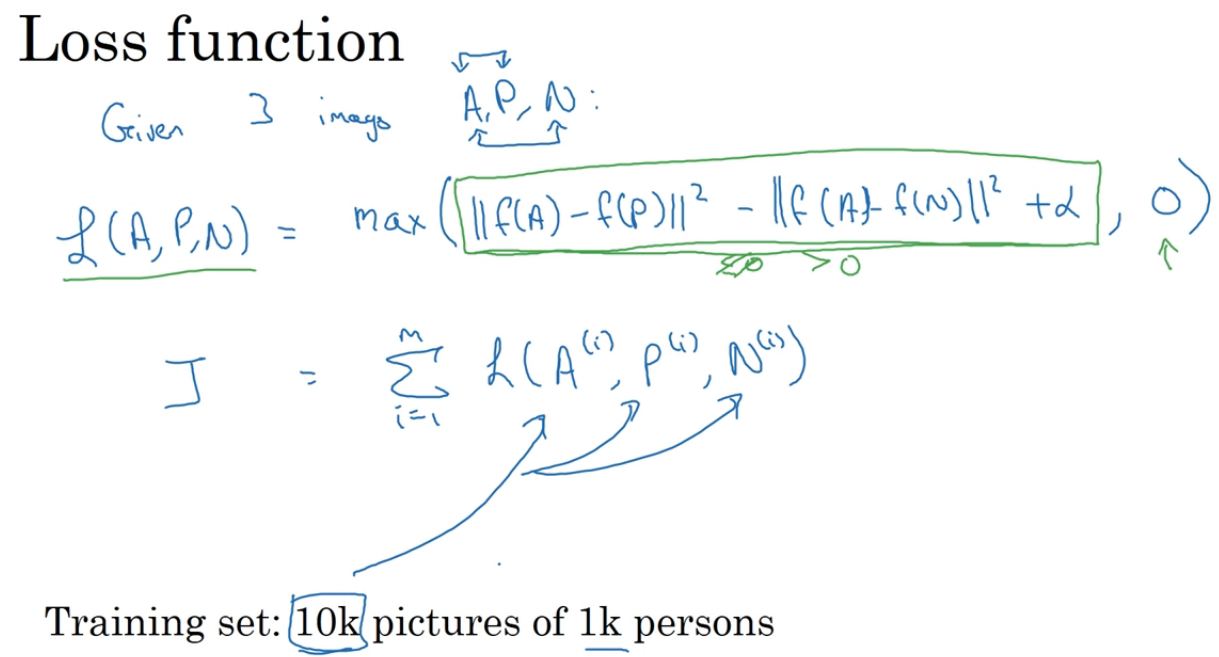 Loss function
Given 3 images A, P, N :
L(A, P, N) = max(||f(A) - f(P)||² - ||f(A) - f(N)||² + α, 0)
≤0 >0
J = Σ_{i=1}^{M} L(A^(i), P^(i), N^(i))
Training set: 10k pictures of 1k persons